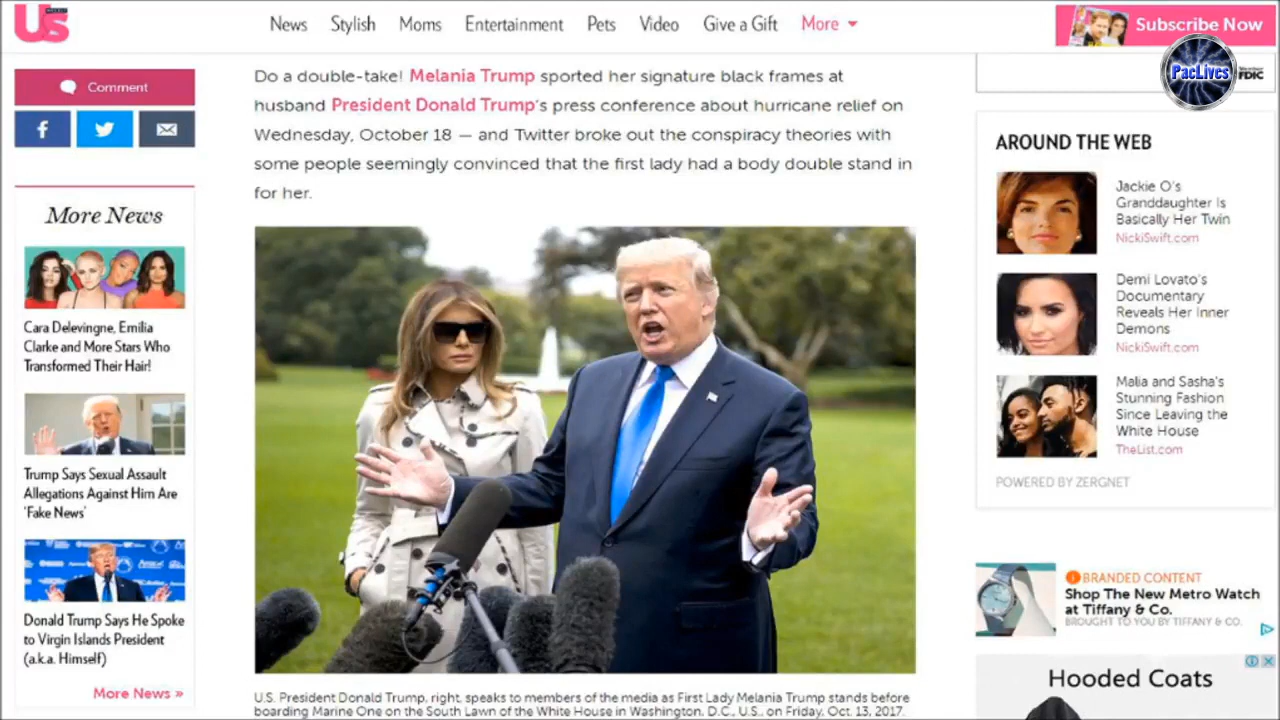 Us
WEEKLY
News Stylish Moms Entertainment Pets Video Give a Gift More
Subscribe Now
PacLives
FDIC
Comment
Do a double-take! Melania Trump sported her signature black frames at
husband President Donald Trump's press conference about hurricane relief on
Wednesday, October 18 — and Twitter broke out the conspiracy theories with
some people seemingly convinced that the first lady had a body double stand in
for her.
More News
Cara Delevingne, Emilia
Clarke and More Stars Who
Transformed Their Hair!
Trump Says Sexual Assault
Allegations Against Him Are
'Fake News'
Donald Trump Says He Spoke
to Virgin Islands President
(a.k.a. Himself)
More News »
U.S. President Donald Trump, right, speaks to members of the media as First Lady Melania Trump stands before
boarding Marine One on the South Lawn of the White House in Washington, D.C., U.S., on Friday, Oct. 13, 2017.
AROUND THE WEB
Jackie O's
Granddaughter Is
Basically Her Twin
NickiSwift.com
Demi Lovato's
Documentary
Reveals Her Inner
Demons
NickiSwift.com
Malia and Sasha's
Stunning Fashion
Since Leaving the
White House
TheList.com
POWERED BY ZERGNET
BRANDED CONTENT
Shop The New Metro Watch
at Tiffany & Co.
BROUGHT TO YOU BY TIFFANY & CO.
Hooded Coats